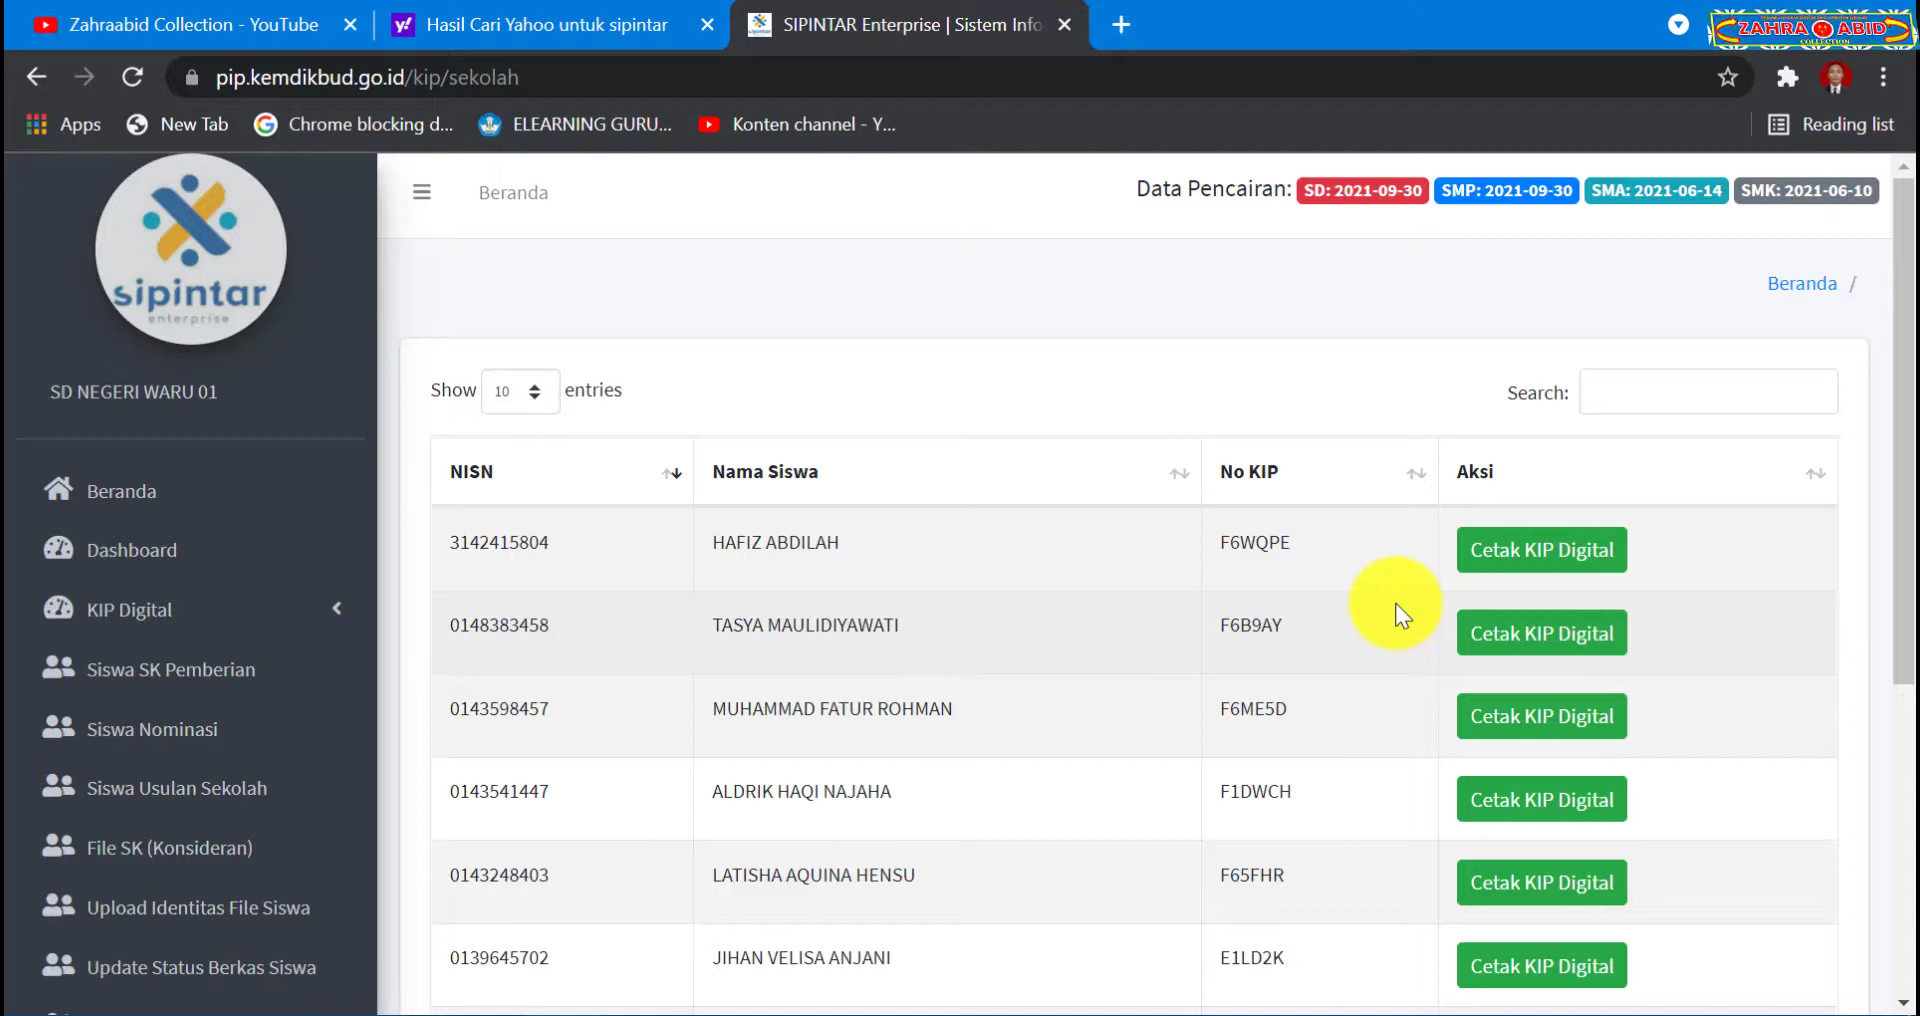 Zahraabid Collection - YouTube
Hasil Cari Yahoo untuk sipintar
SIPINTAR Enterprise | Sistem Info
ZAHRA ABID
COLLECTION
pip.kemdikbud.go.id/kip/sekolah
Apps
New Tab
Chrome blocking d...
ELEARNING GURU...
Konten channel - Y...
Reading list
sipintar
enterprise
SD NEGERI WARU 01
Beranda
Dashboard
KIP Digital
Siswa SK Pemberian
Siswa Nominasi
Siswa Usulan Sekolah
File SK (Konsideran)
Upload Identitas File Siswa
Update Status Berkas Siswa
Beranda
Data Pencairan: SD: 2021-09-30 SMP: 2021-09-30 SMA: 2021-06-14 SMK: 2021-06-10
Beranda /
Show 10 entries
Search:
NISN Nama Siswa No KIP Aksi
3142415804 HAFIZ ABDILAH F6WQPE Cetak KIP Digital
0148383458 TASYA MAULIDIYAWATI F6B9AY Cetak KIP Digital
0143598457 MUHAMMAD FATUR ROHMAN F6ME5D Cetak KIP Digital
0143541447 ALDRIK HAQI NAJAHA F1DWCH Cetak KIP Digital
0143248403 LATISHA AQUINA HENSU F65FHR Cetak KIP Digital
0139645702 JIHAN VELISA ANJANI E1LD2K Cetak KIP Digital